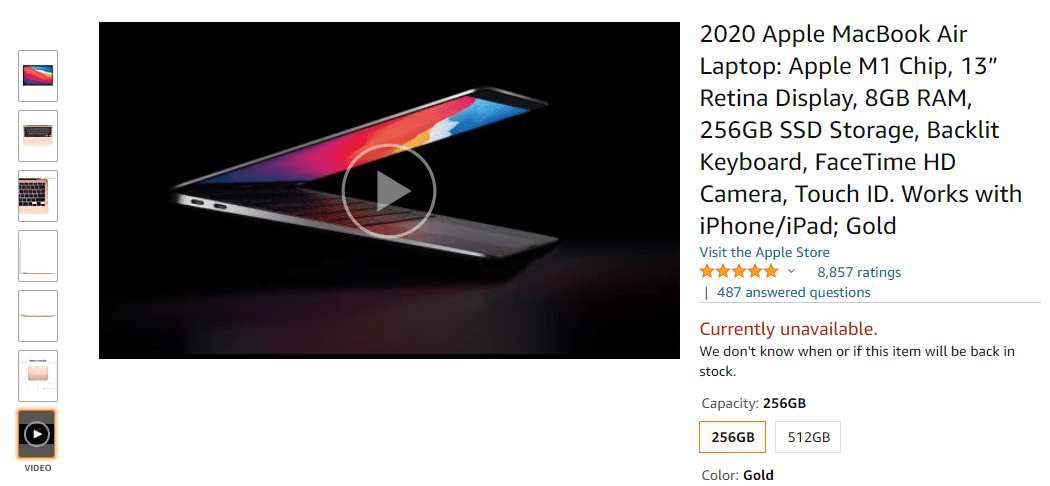 2020 Apple MacBook Air
Laptop: Apple M1 Chip, 13”
Retina Display, 8GB RAM,
256GB SSD Storage, Backlit
Keyboard, FaceTime HD
Camera, Touch ID. Works with
iPhone/iPad; Gold
Visit the Apple Store
8,857 ratings
| 487 answered questions
Currently unavailable.
We don't know when or if this item will be back in
stock.
Capacity: 256GB
256GB 512GB
Color: Gold
VIDEO